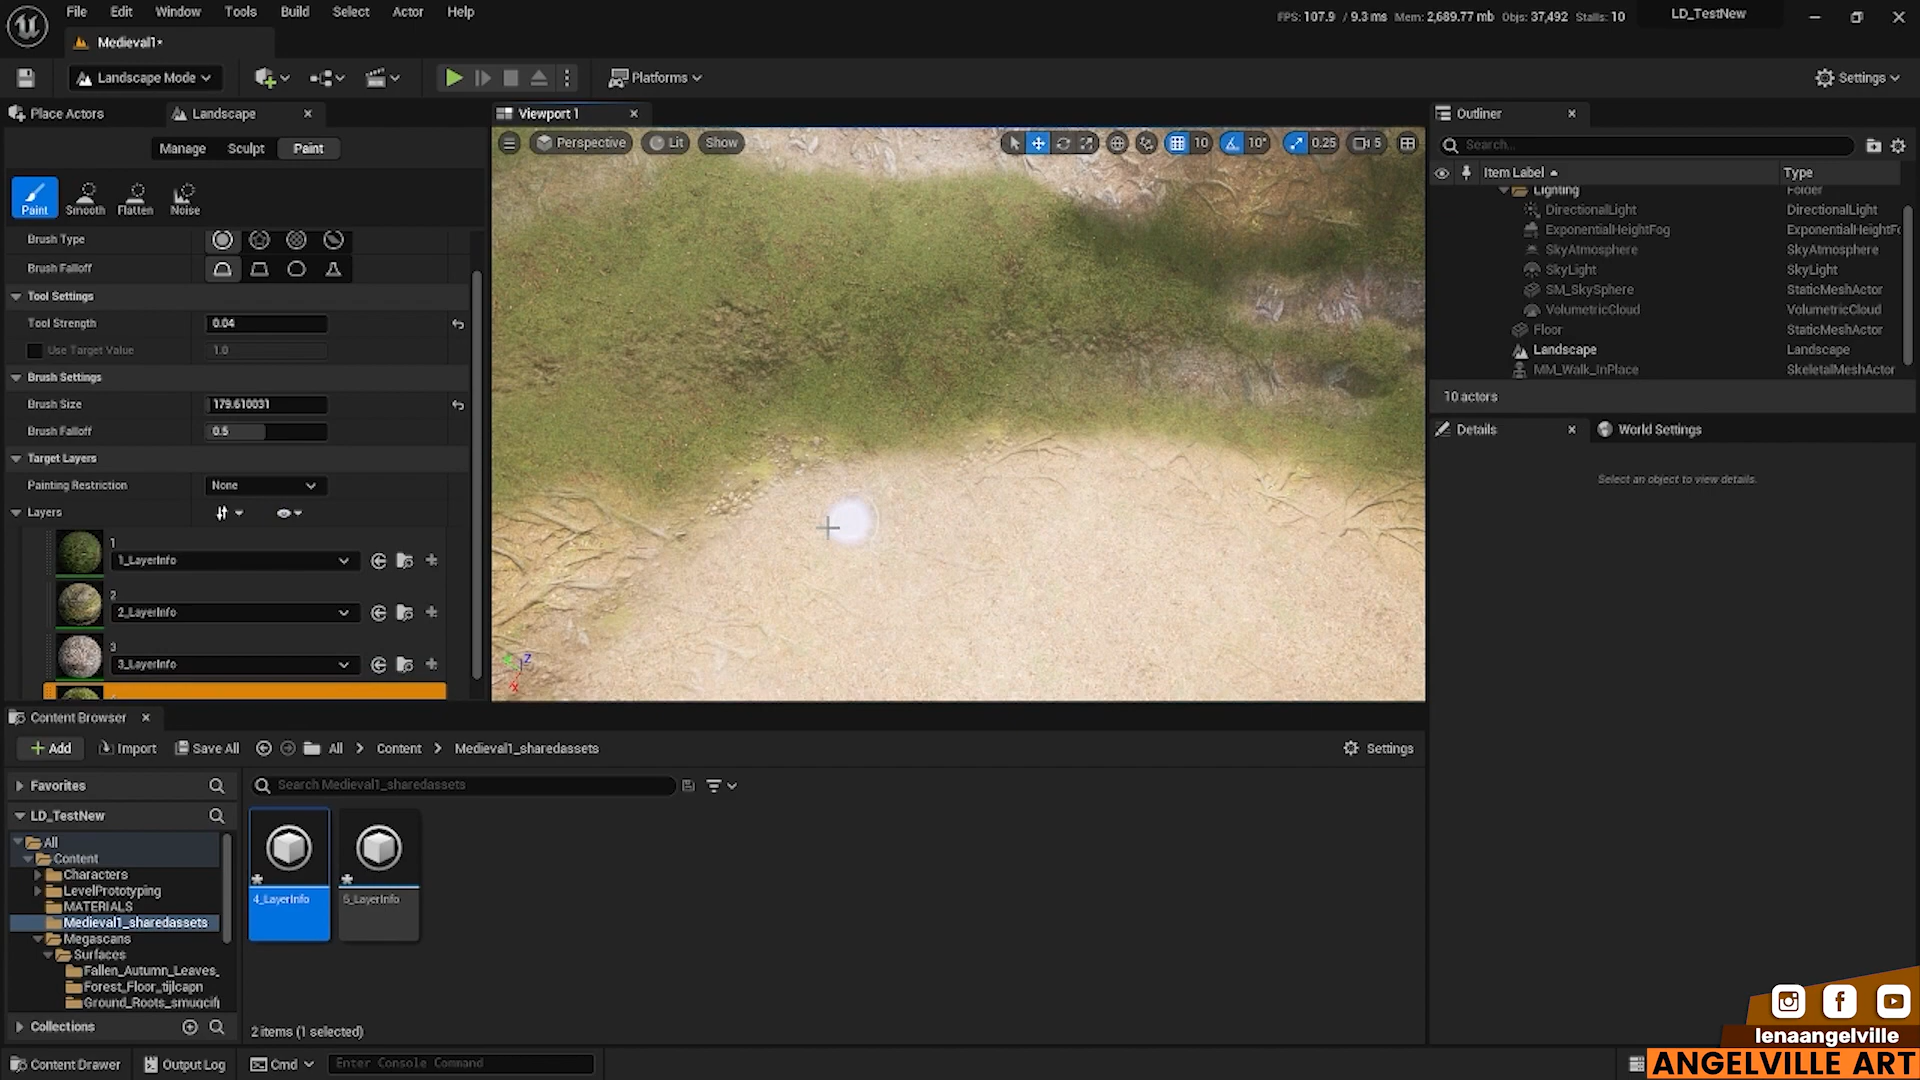 File Edit Window Tools Build Select Actor Help
FPS: 107.9 / 9.3 ms Mem: 2,689.77 mb Objs: 37,492 Stalls: 10
LD_TestNew
Medieval1*
Landscape Mode
Platforms
Settings
Place Actors
Landscape
Viewport 1
Outliner
Manage Sculpt Paint
Perspective Lit Show
10 10° 0.25 5
Search...
Item Label Type
Paint Smooth Flatten Noise
Lighting Folder
DirectionalLight DirectionalLight
ExponentialHeightFog ExponentialHeightFo
SkyAtmosphere SkyAtmosphere
SkyLight SkyLight
SM_SkySphere StaticMeshActor
VolumetricCloud VolumetricCloud
Floor StaticMeshActor
Landscape Landscape
MM_Walk_InPlace SkeletalMeshActor
10 actors
Brush Type
Brush Falloff
Tool Settings
Tool Strength 0.04
Use Target Value 1.0
Brush Settings
Brush Size 179.610031
Brush Falloff 0.5
Target Layers
Painting Restriction None
Layers
1
1_LayerInfo
2
2_LayerInfo
3
3_LayerInfo
Details
World Settings
Select an object to view details.
Z
X
Content Browser
Add Import Save All All Content Medieval1_sharedassets
Settings
Favorites
Search Medieval1_sharedassets
LD_TestNew
All
Content
Characters
LevelPrototyping
MATERIALS
Medieval1_sharedassets
Megascans
Surfaces
Fallen_Autumn_Leaves_
Forest_Floor_tijlcapn
Ground_Roots_smugcif
4_LayerInfo
5_LayerInfo
Collections
2 items (1 selected)
Content Drawer Output Log Cmd Enter Console Command
lenaangelville
ANGELVILLE ART